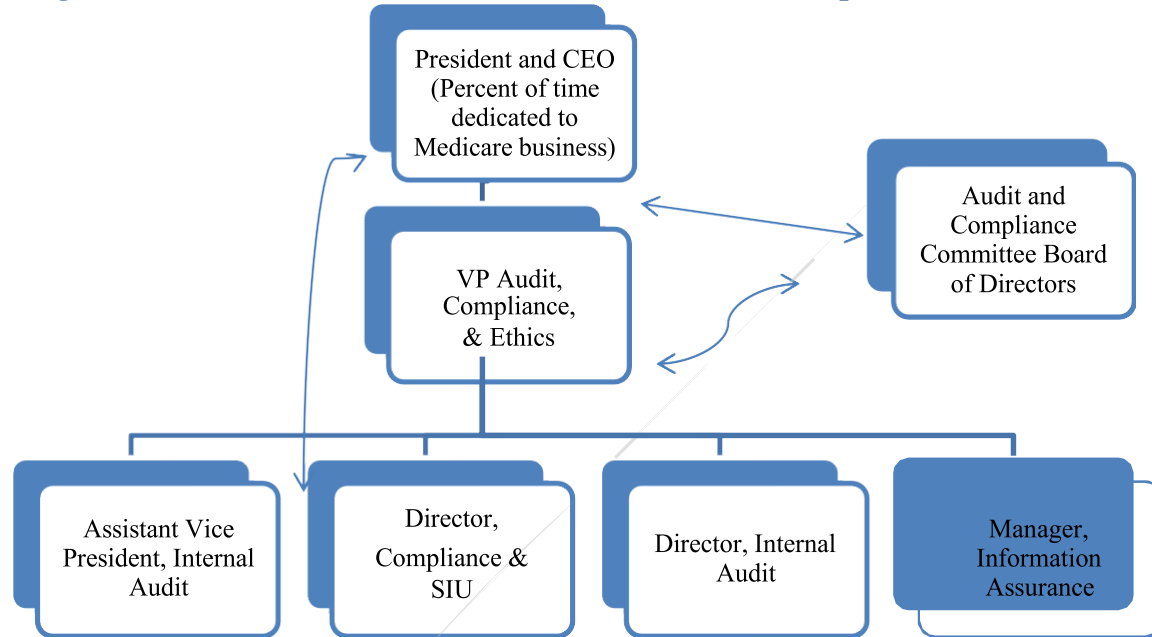 President and CEO
(Percent of time
dedicated to
Medicare business)
Audit and
Compliance
Committee Board
of Directors
VP Audit,
Compliance,
& Ethics
Assistant Vice
President, Internal
Audit
Director,
Compliance &
SIU
Director, Internal
Audit
Manager,
Information
Assurance